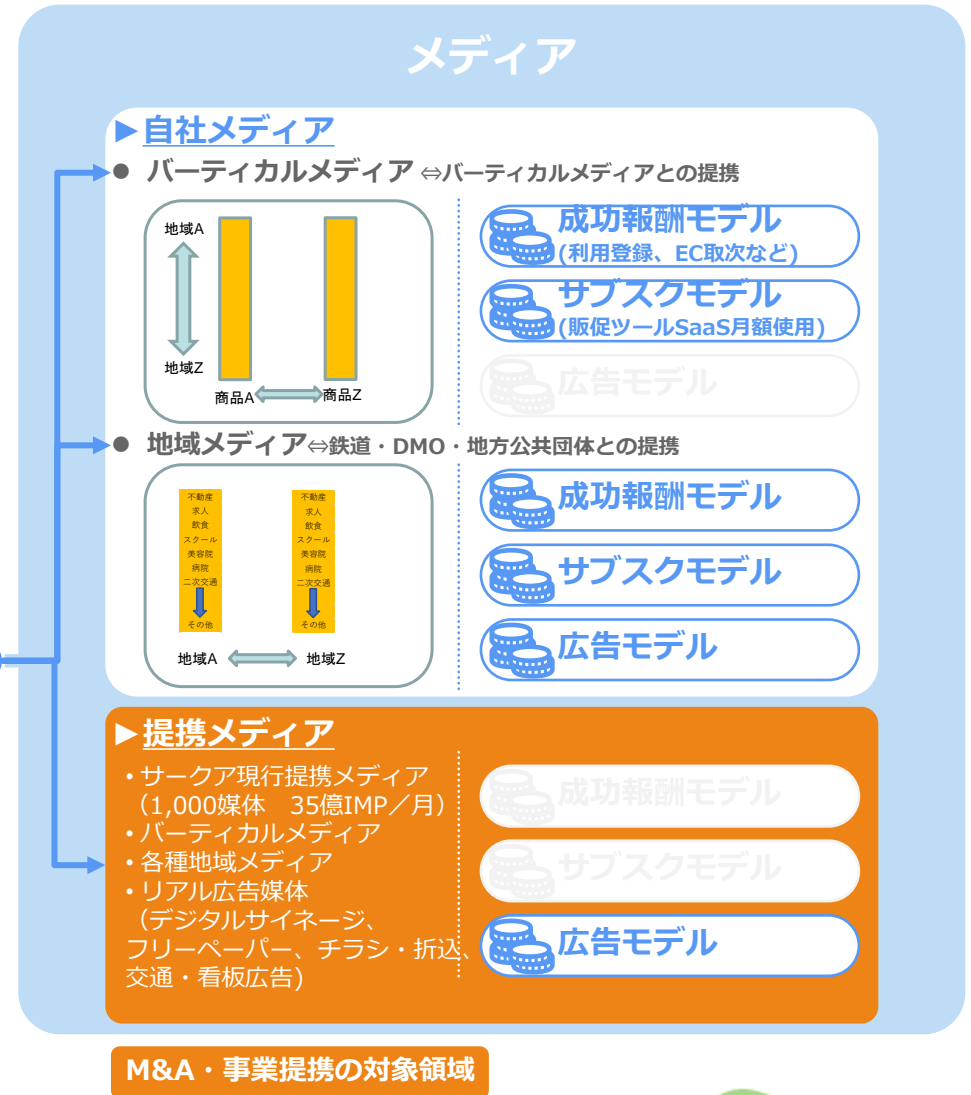 メディア
►自社メディア
● バーティカルメディア ⇔バーティカルメディアとの提携
地域A
地域Z
商品A
商品Z
成功報酬モデル
(利用登録、EC取次など)
サブスクモデル
(販促ツールSaaS月額使用)
広告モデル
● 地域メディア⇔鉄道・DMO・地方公共団体との提携
不動産
求人
飲食
スクール
美容院
病院
二次交通
その他
不動産
求人
飲食
スクール
美容院
病院
二次交通
その他
地域A
地域Z
成功報酬モデル
サブスクモデル
広告モデル
►提携メディア
・サークア現行提携メディア
（1,000媒体　35億IMP／月）
・バーティカルメディア
・各種地域メディア
・リアル広告媒体
（デジタルサイネージ、
フリーペーパー、チラシ・折込、
交通・看板広告)
成功報酬モデル
サブスクモデル
広告モデル
M&A・事業提携の対象領域